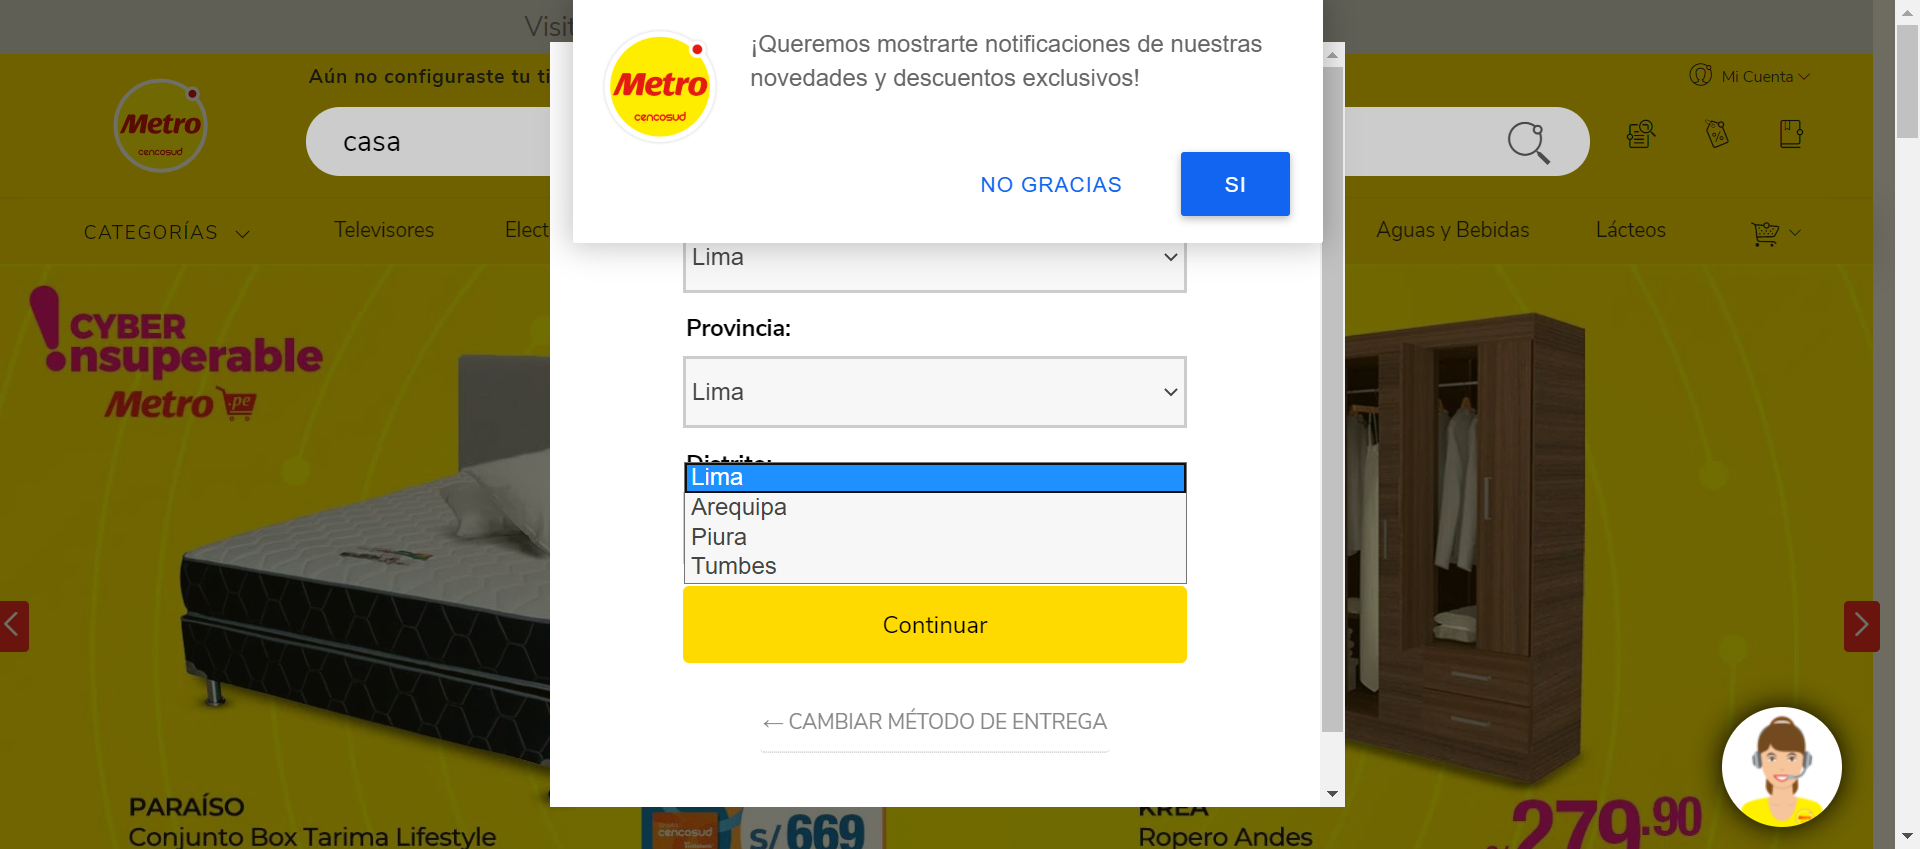 Visit
¡Queremos mostrarte notificaciones de nuestras
novedades y descuentos exclusivos!
Metro
cencosud
NO GRACIAS
SI
Aún no configuraste tu ti
Mi Cuenta
Metro
cencosud
casa
CATEGORÍAS
Televisores
Elect
Aguas y Bebidas
Lácteos
Lima
Provincia:
Lima
Distrito:
Lima
Arequipa
Piura
Tumbes
Continuar
← CAMBIAR MÉTODO DE ENTREGA
CYBER
!nsuperable
Metro .pe
PARAÍSO
Conjunto Box Tarima Lifestyle
cencosud
S/ 669
KREA
Ropero Andes
279.90